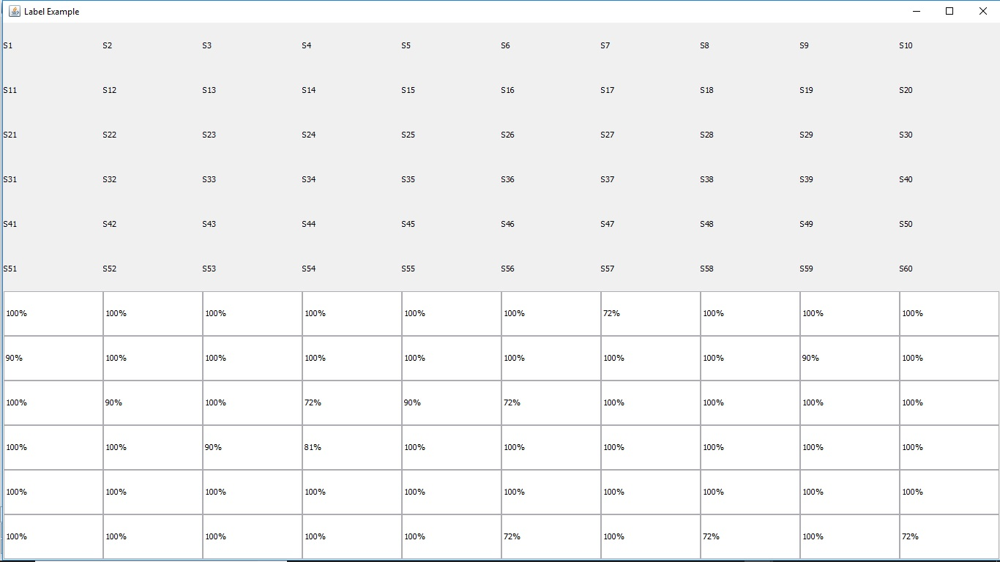 Label Example
S1 S2 S3 S4 S5 S6 S7 S8 S9 S10
S11 S12 S13 S14 S15 S16 S17 S18 S19 S20
S21 S22 S23 S24 S25 S26 S27 S28 S29 S30
S31 S32 S33 S34 S35 S36 S37 S38 S39 S40
S41 S42 S43 S44 S45 S46 S47 S48 S49 S50
S51 S52 S53 S54 S55 S56 S57 S58 S59 S60
100% 100% 100% 100% 100% 100% 72% 100% 100% 100%
90% 100% 100% 100% 100% 100% 100% 100% 90% 100%
100% 90% 100% 72% 90% 72% 100% 100% 100% 100%
100% 100% 90% 81% 100% 100% 100% 100% 100% 100%
100% 100% 100% 100% 100% 100% 100% 100% 100% 100%
100% 100% 100% 100% 100% 72% 100% 72% 100% 72%